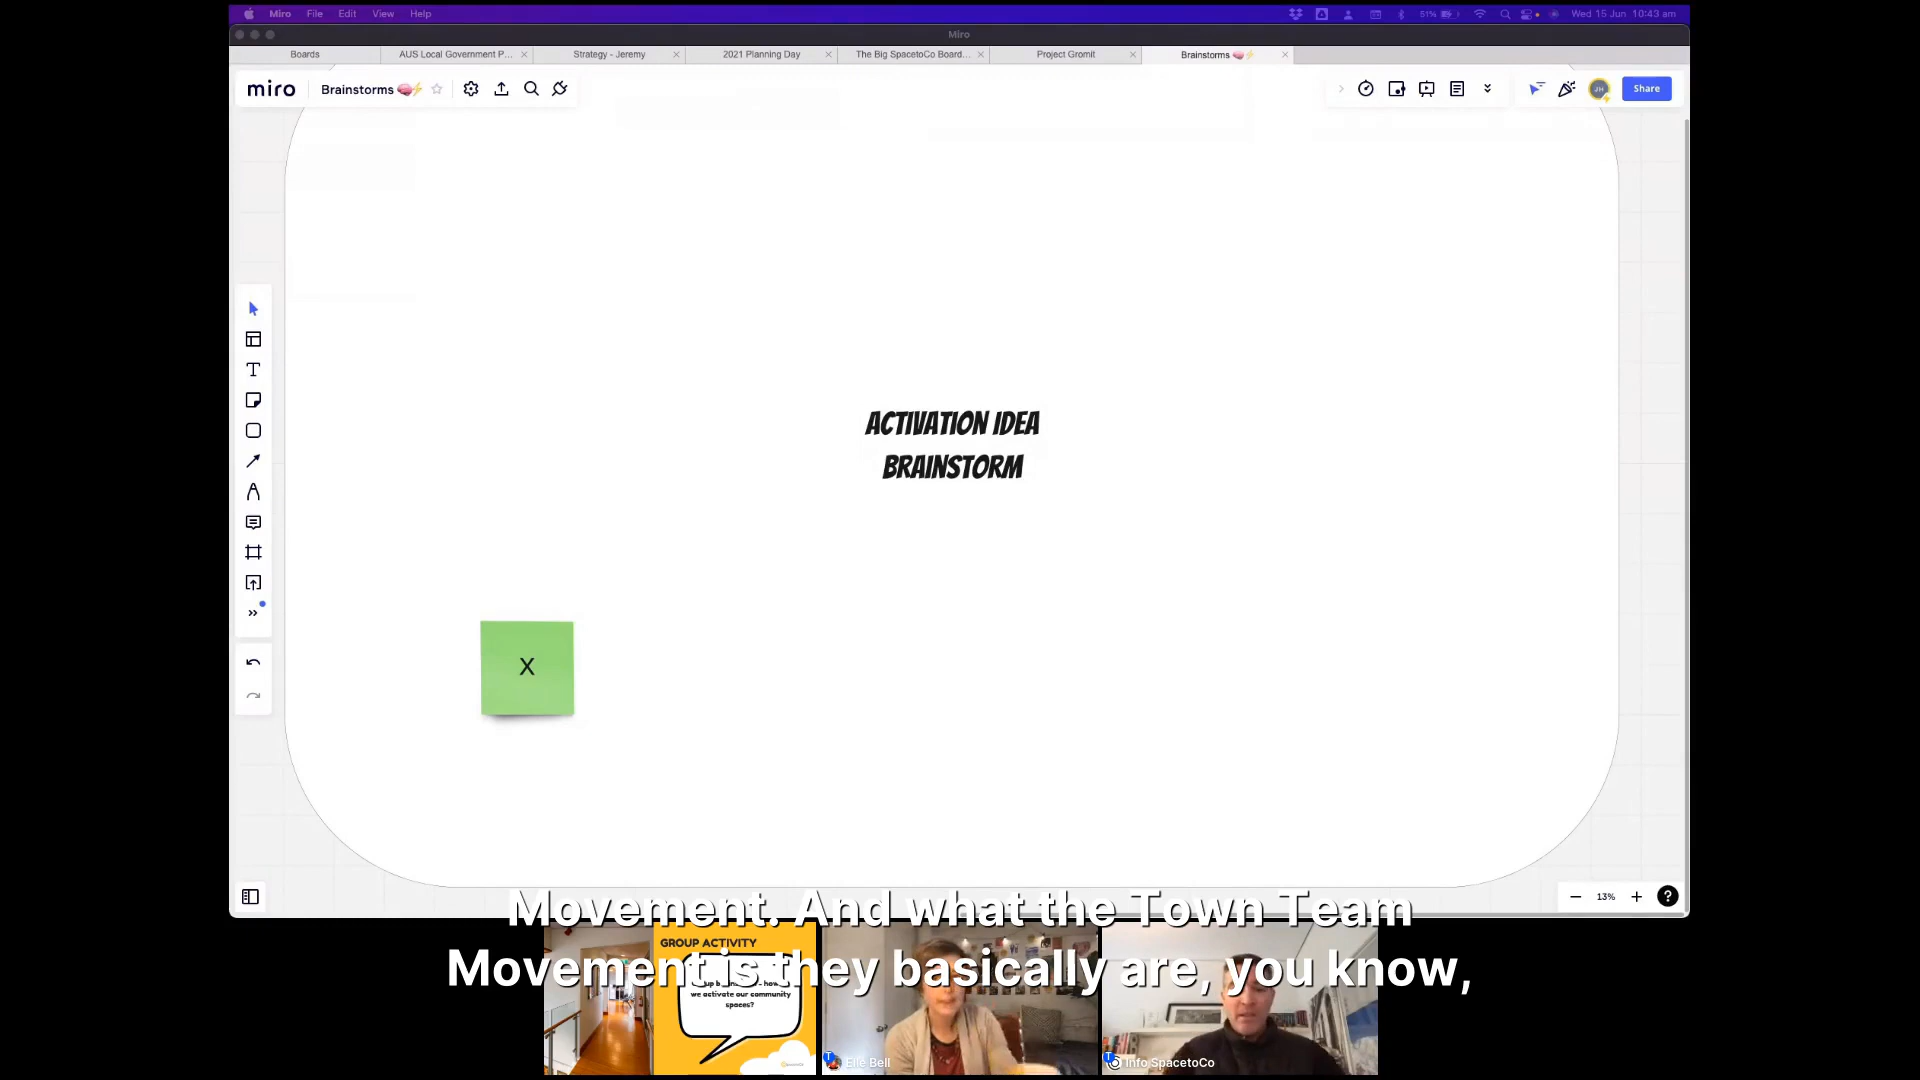 Miro File Edit View Help 51% Wed 15 Jun 10:43 am
Miro
Boards AUS Local Government P... Strategy - Jeremy 2021 Planning Day The Big SpacetoCo Board... Project Gromit Brainstorms
miro Brainstorms JH Share
ACTIVATION IDEA
BRAINSTORM
X
13%
Movement. And what the Town Team
Movement is they basically are, you know,
GROUP ACTIVITY
we activate our community
spaces?
Elle Bell
Info SpacetoCo